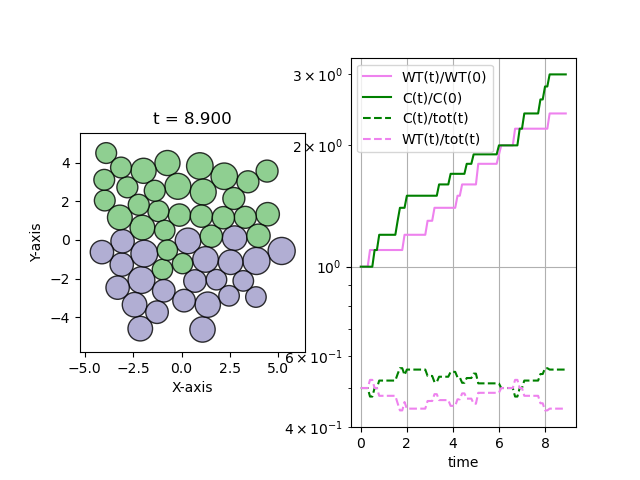 t = 8.900
Y-axis
4
2
0
−2
−4
−5.0 −2.5 0.0 2.5 5.0
X-axis
3 × 10⁰
2 × 10⁰
10⁰
6 × 10⁻¹
4 × 10⁻¹
WT(t)/WT(0)
C(t)/C(0)
C(t)/tot(t)
WT(t)/tot(t)
0 2 4 6 8
time